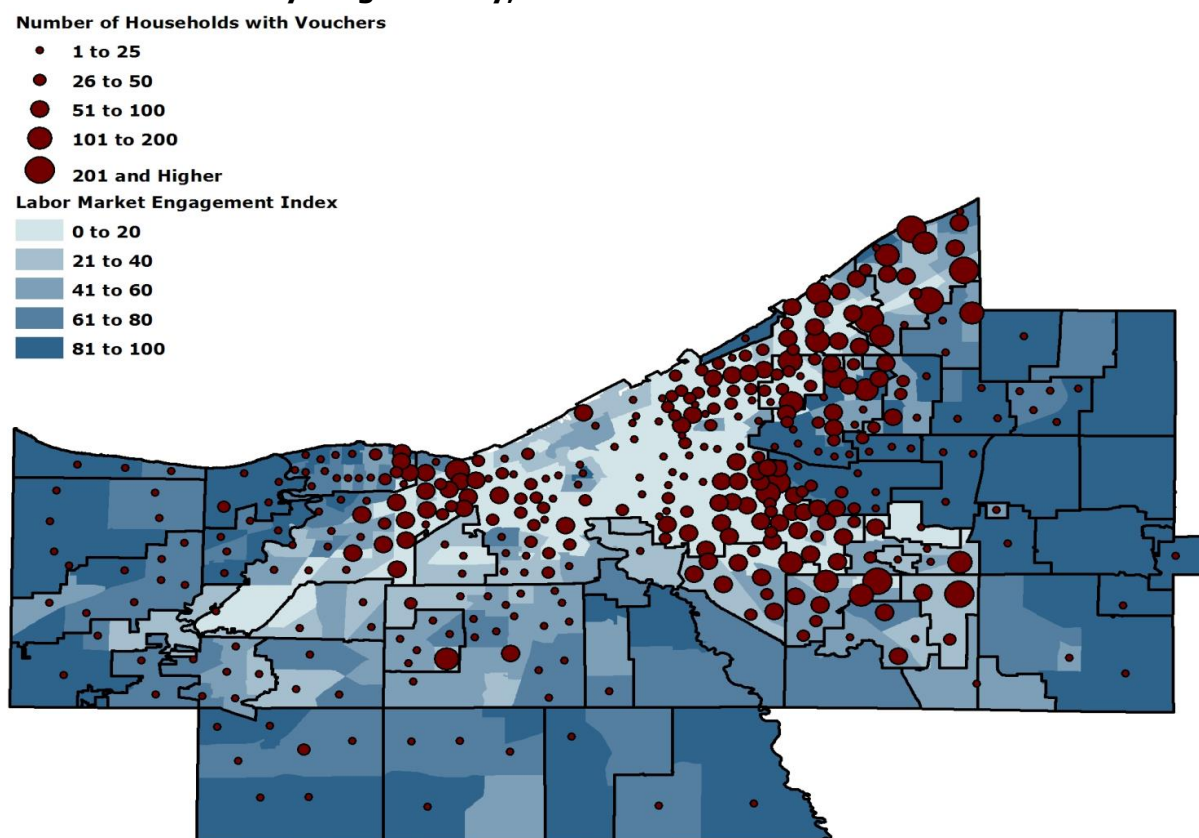 Number of Households with Vouchers
1 to 25
26 to 50
51 to 100
101 to 200
201 and Higher
Labor Market Engagement Index
0 to 20
21 to 40
41 to 60
61 to 80
81 to 100